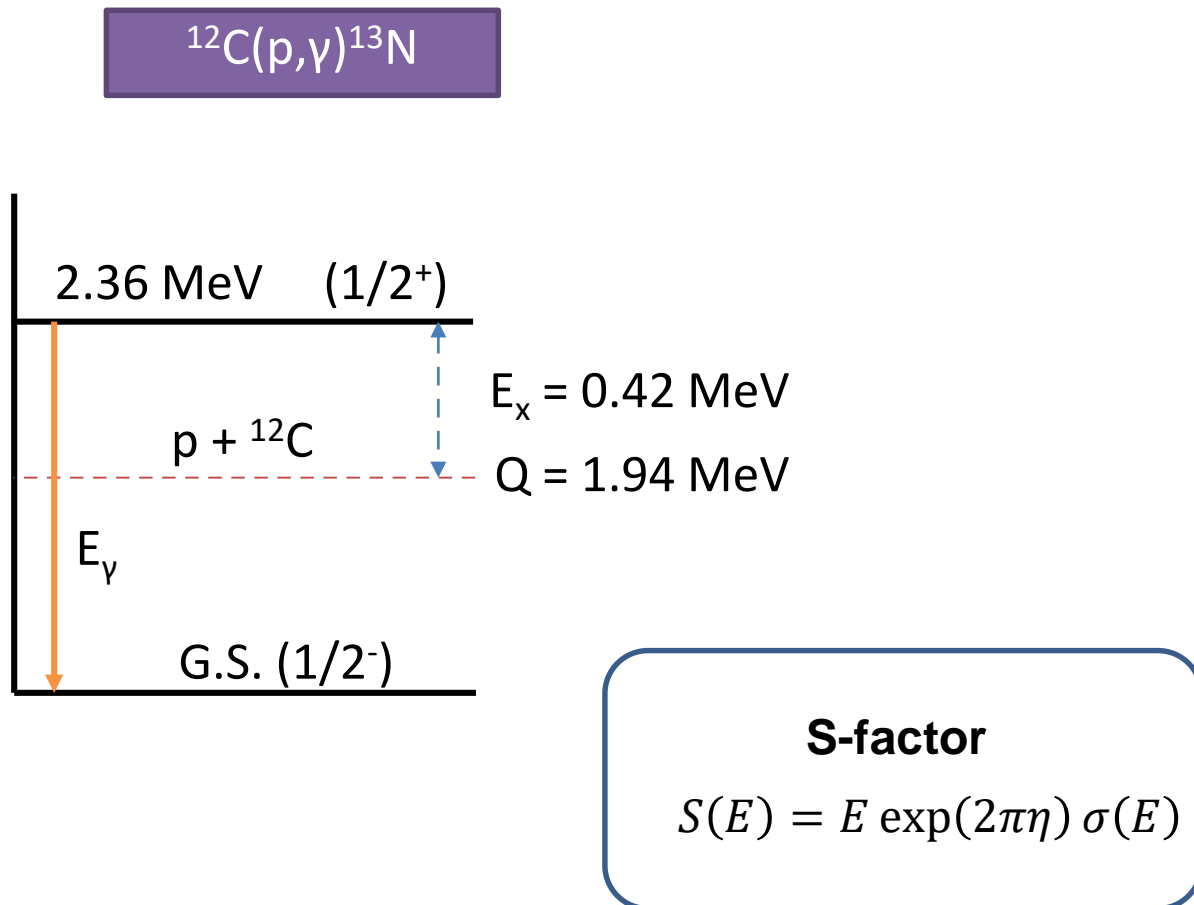 ¹²C(p,γ)¹³N
2.36 MeV (1/2⁺)
Eₓ = 0.42 MeV
p + ¹²C
Q = 1.94 MeV
Eᵧ
G.S. (1/2⁻)
S-factor
S(E) = E exp(2πη) σ(E)